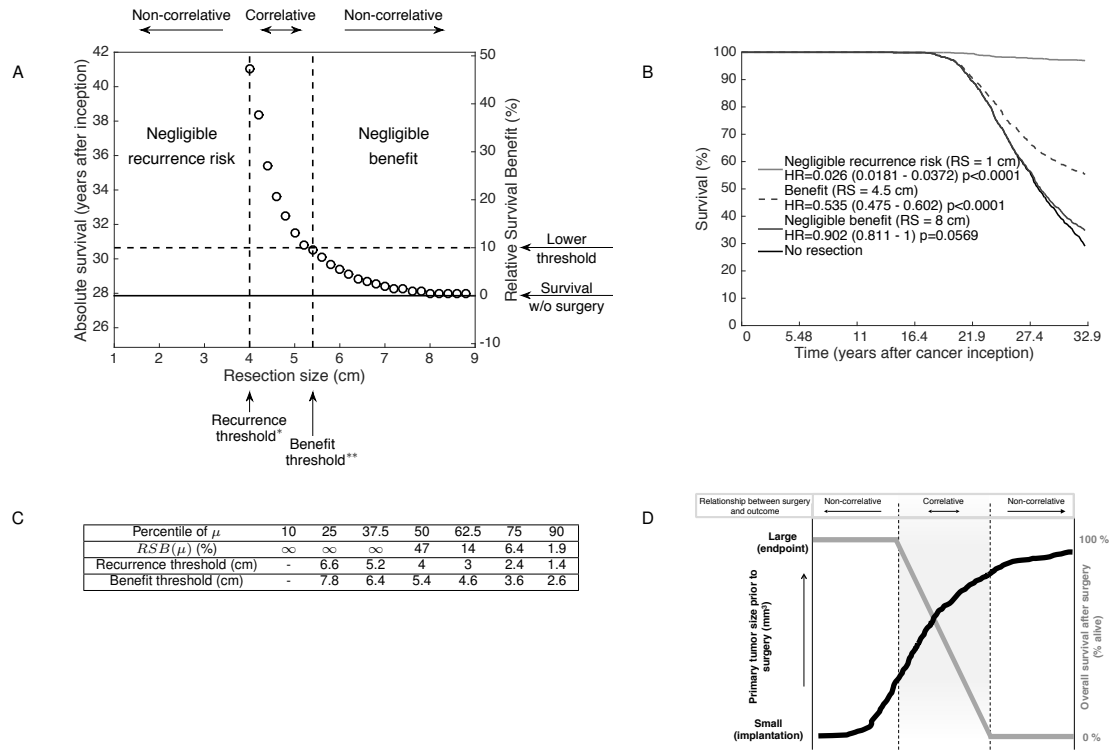 Non-correlative Correlative Non-correlative
A
Absolute survival (years after inception)
42
40
38
36
34
32
30
28
26
Negligible
recurrence risk
Negligible
benefit
50
40
30
20
10
0
-10
Relative Survival Benefit (%)
Lower
threshold
Survival
w/o surgery
1 2 3 4 5 6 7 8 9
Resection size (cm)
Recurrence
threshold*
Benefit
threshold**
B
Survival (%)
100
90
80
70
60
50
40
30
20
10
0
Negligible recurrence risk (RS = 1 cm)
HR=0.026 (0.0181 - 0.0372) p<0.0001
Benefit (RS = 4.5 cm)
HR=0.535 (0.475 - 0.602) p<0.0001
Negligible benefit (RS = 8 cm)
HR=0.902 (0.811 - 1) p=0.0569
No resection
0 5.48 11 16.4 21.9 27.4 32.9
Time (years after cancer inception)
C
Percentile of μ 10 25 37.5 50 62.5 75 90
RSB(μ) (%) ∞ ∞ ∞ 47 14 6.4 1.9
Recurrence threshold (cm) - 6.6 5.2 4 3 2.4 1.4
Benefit threshold (cm) - 7.8 6.4 5.4 4.6 3.6 2.6
D
Relationship between surgery
and outcome
Non-correlative Correlative Non-correlative
Large
(endpoint)
Primary tumor size prior to
surgery (mm³)
Small
(implantation)
100 %
Overall survival after surgery
(% alive)
0 %